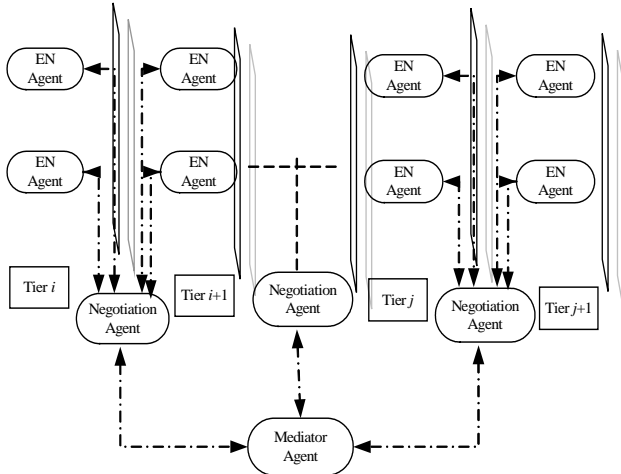 EN
Agent
EN
Agent
EN
Agent
EN
Agent
EN
Agent
EN
Agent
EN
Agent
EN
Agent
Tier i
Tier i+1
Tier j
Tier j+1
Negotiation
Agent
Negotiation
Agent
Negotiation
Agent
Mediator
Agent